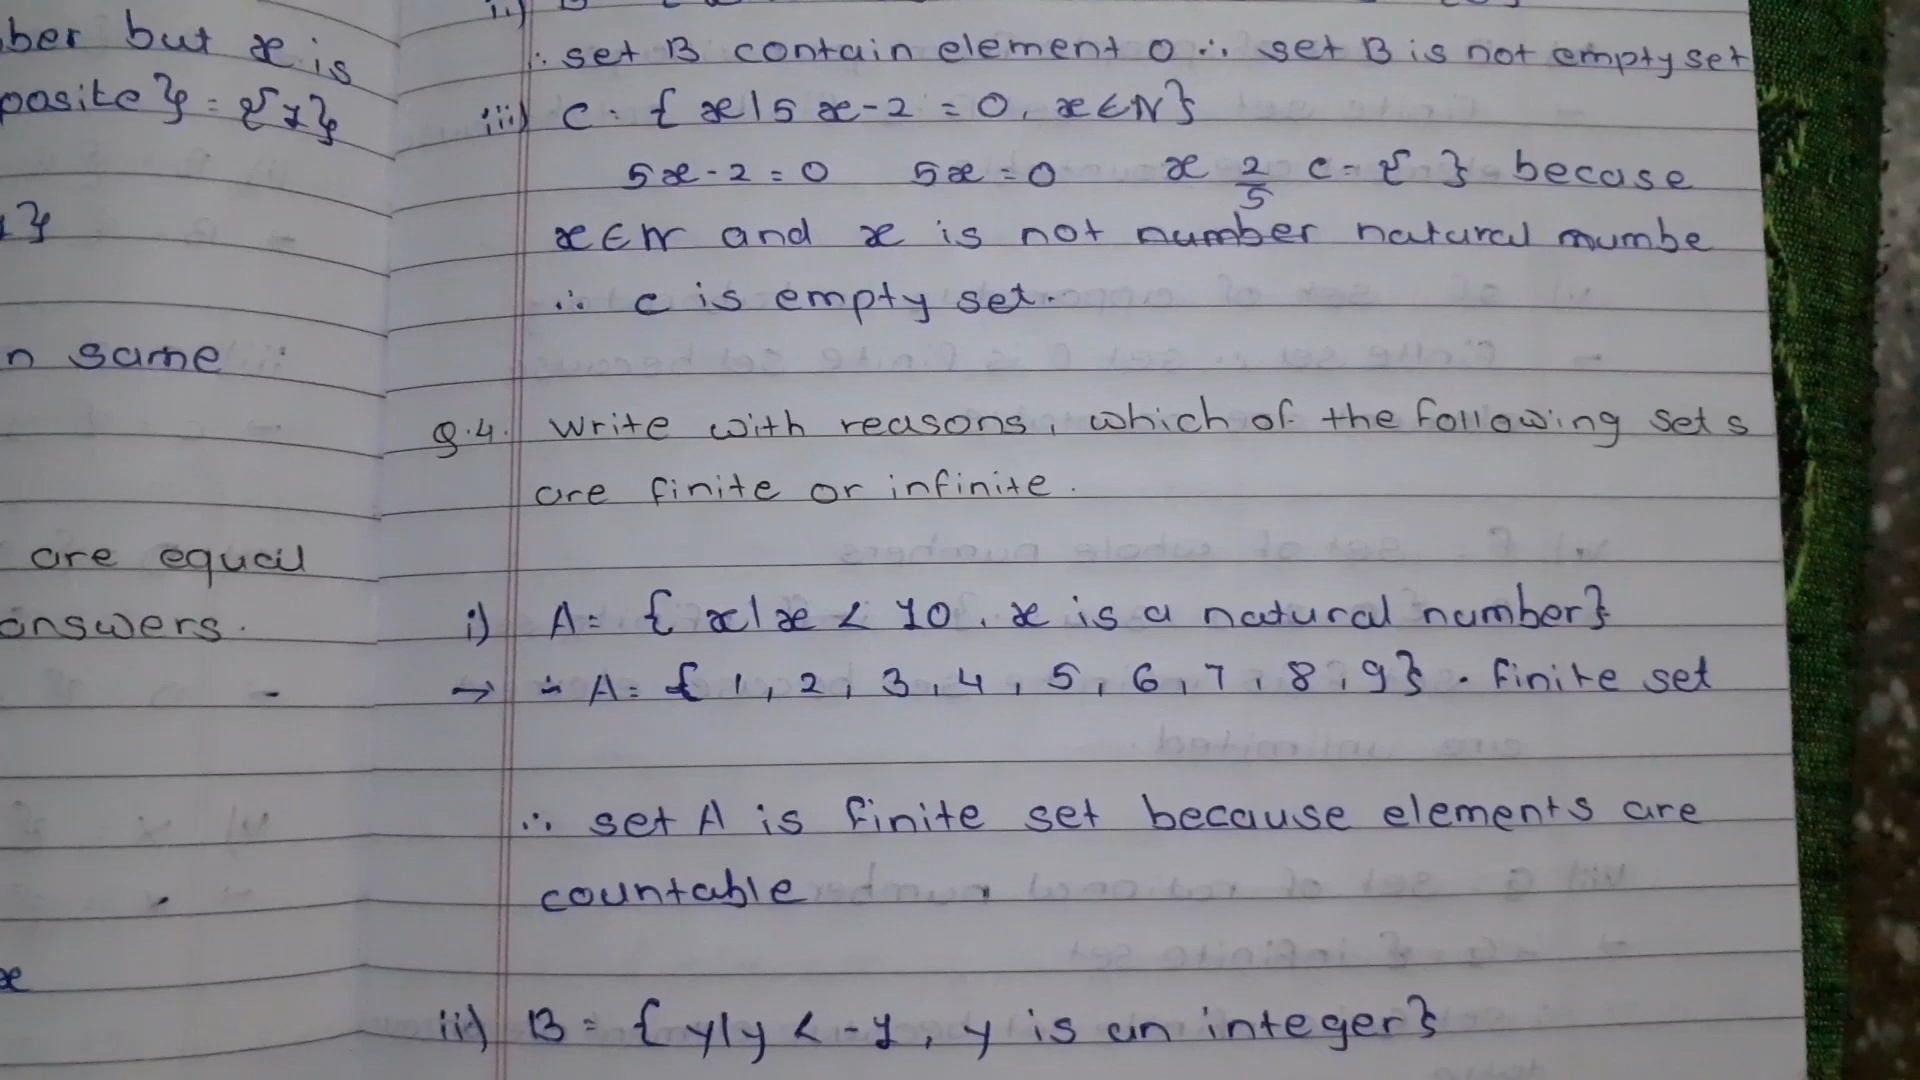 ber but x is
posite} = {1}
}
n same
are equal
answers.
x
ii)
∴ set B contain element 0 ∴ set B is not empty set
iii) C = { x | 5x - 2 = 0, x ∈ N}
5x - 2 = 0 5x = 0 x 2/5 C = { } becase
x ∈ N and x is not number natural numbe
∴ C is empty set.
Q.4. Write with reasons, which of the following sets
are finite or infinite.
i) A = { x | x < 10, x is a natural number}
→ ∴ A = { 1, 2, 3, 4, 5, 6, 7, 8, 9} . Finite set
∴ set A is finite set because elements are
countable
ii) B = { y | y < -1, y is an integer}